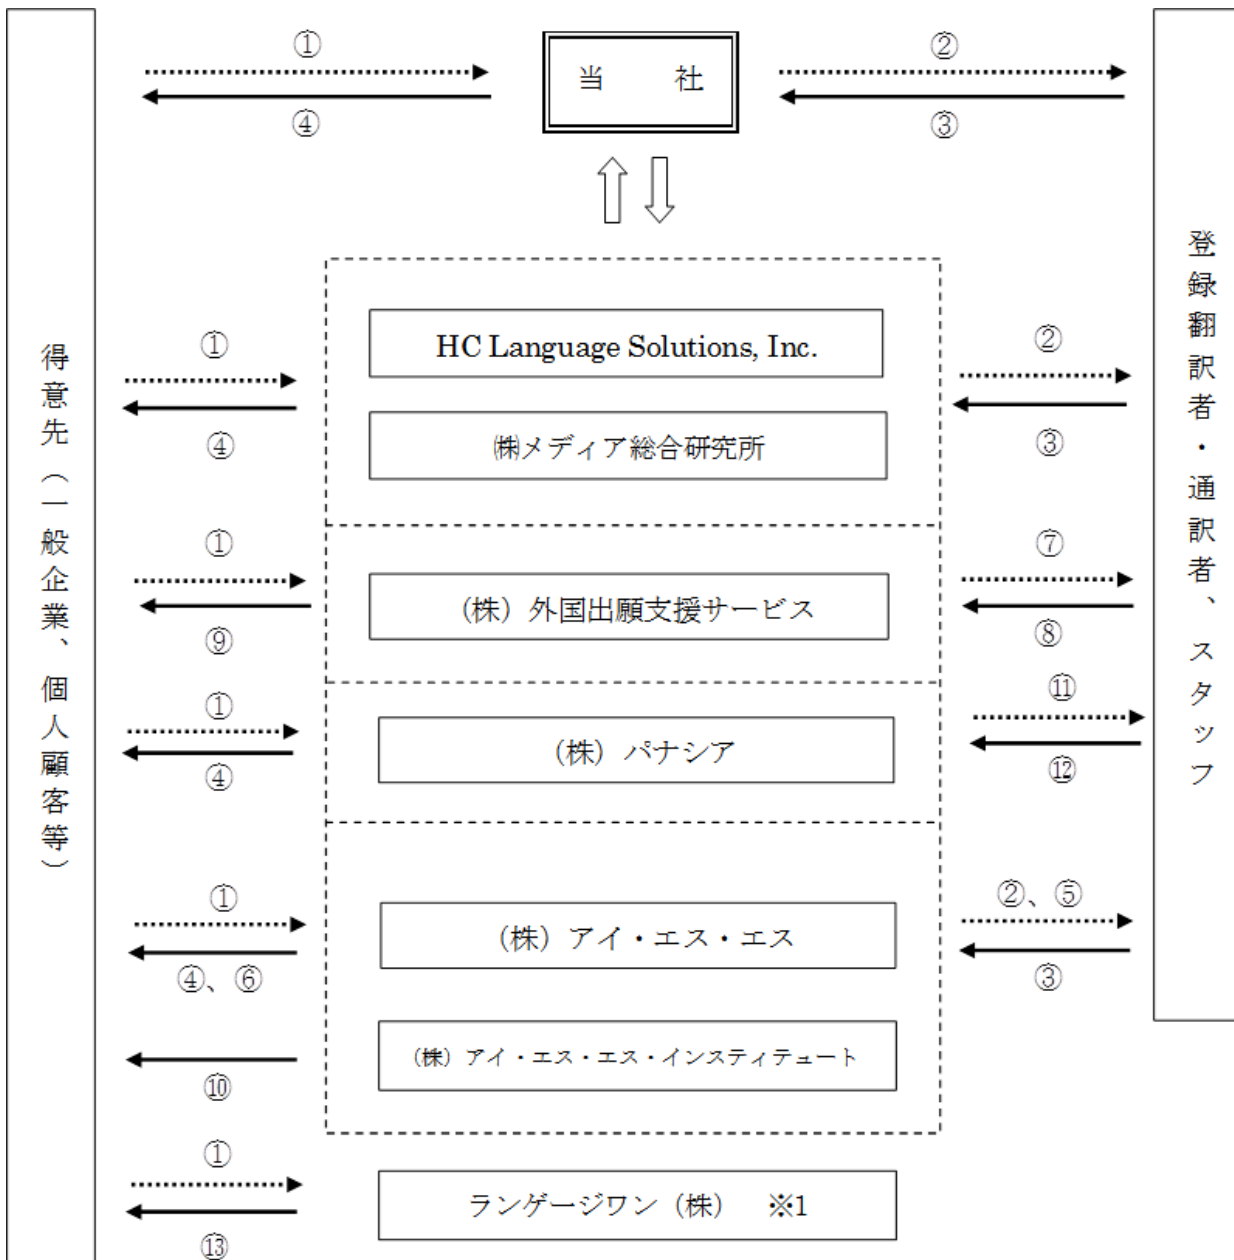 ① 当　社 ②
④ ③
得意先（一般企業、個人顧客等）
登録翻訳者・通訳者、スタッフ
① HC Language Solutions, Inc. ②
④ ㈱メディア総合研究所 ③
① ⑦
（株）外国出願支援サービス
⑨ ⑧
① ⑪
（株）パナシア
④ ⑫
① ②、⑤
（株）アイ・エス・エス
④、⑥ ③
（株）アイ・エス・エス・インスティテュート
⑩
①
ランゲージワン（株）　※1
⑬